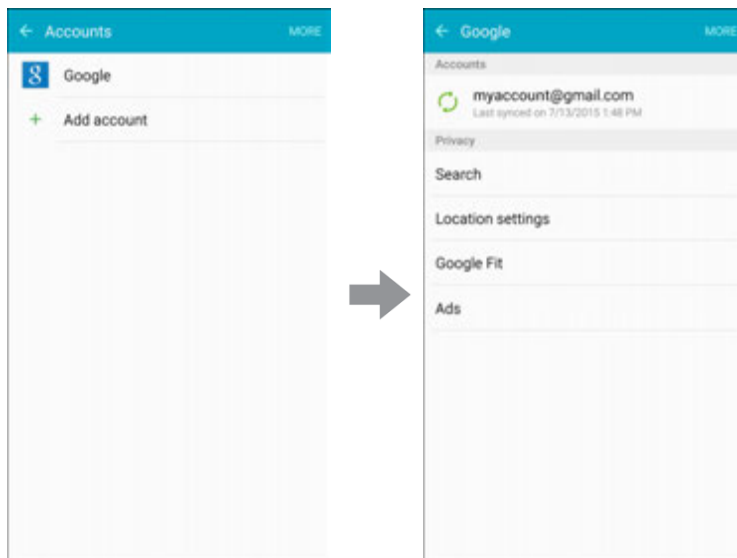 Accounts
MORE
8
Google
+ Add account
Google
MORE
Accounts
myaccount@gmail.com
Last synced on 7/13/2015 1:48 PM
Privacy
Search
Location settings
Google Fit
Ads